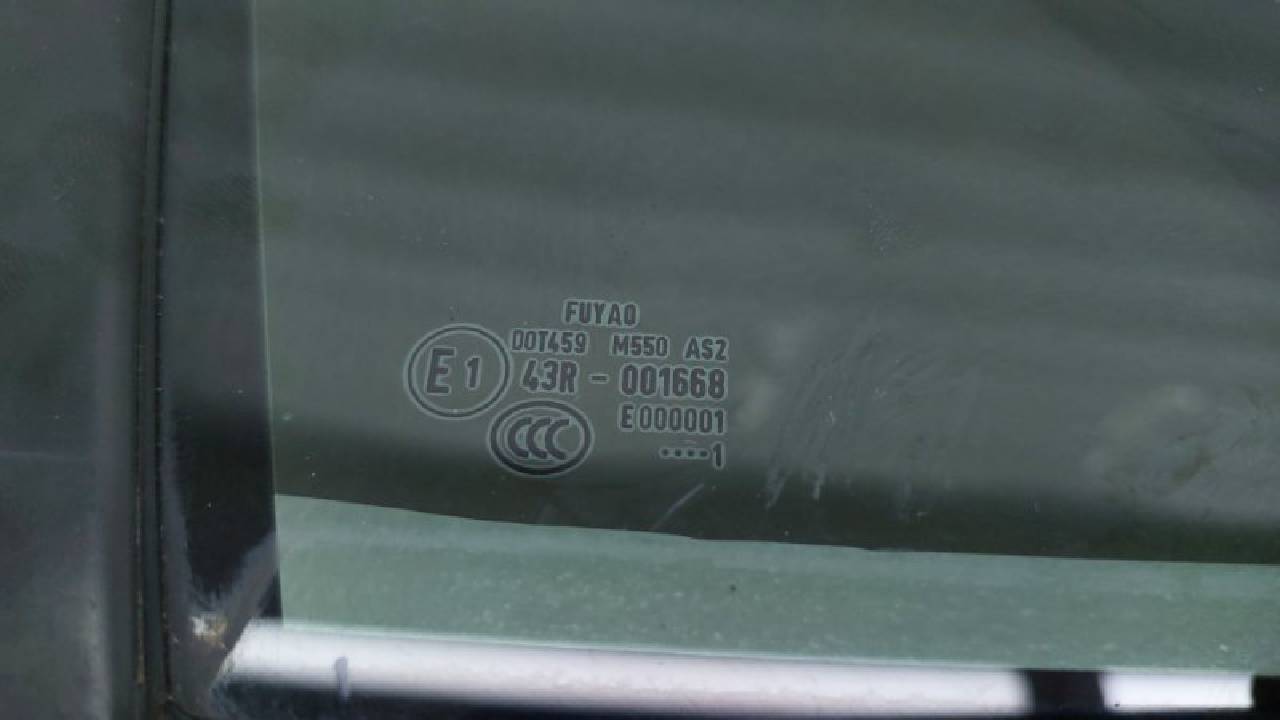 FUYAO
DOT459 M550 AS2
E1 43R - 001668
CCC E000001
····1